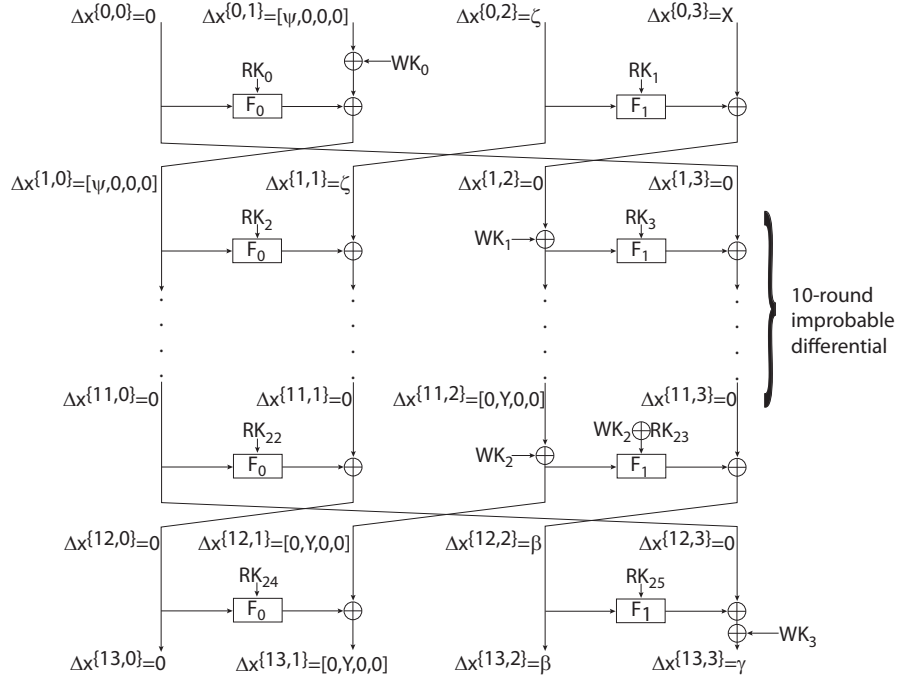 Δx{0,0}=0 Δx{0,1}=[ψ,0,0,0] Δx{0,2}=ζ Δx{0,3}=X
WK₀
RK₀ RK₁
F₀ F₁
Δx{1,0}=[ψ,0,0,0] Δx{1,1}=ζ Δx{1,2}=0 Δx{1,3}=0
RK₂ RK₃
WK₁
F₀ F₁
10-round
improbable
differential
Δx{11,0}=0 Δx{11,1}=0 Δx{11,2}=[0,Y,0,0] Δx{11,3}=0
RK₂₂ WK₂⊕RK₂₃
WK₂
F₀ F₁
Δx{12,0}=0 Δx{12,1}=[0,Y,0,0] Δx{12,2}=β Δx{12,3}=0
RK₂₄ RK₂₅
F₀ F₁
WK₃
Δx{13,0}=0 Δx{13,1}=[0,Y,0,0] Δx{13,2}=β Δx{13,3}=γ